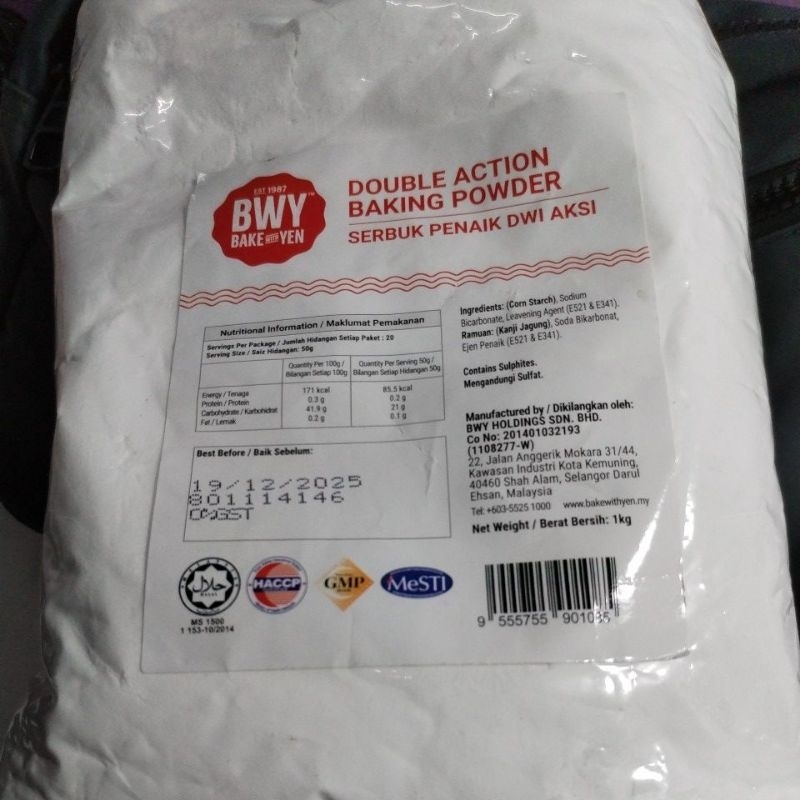 EST 1987
BWY™
BAKE WITH YEN
DOUBLE ACTION
BAKING POWDER
SERBUK PENAIK DWI AKSI
Nutritional Information / Maklumat Pemakanan
Servings Per Package / Jumlah Hidangan Setiap Paket : 20
Serving Size / Saiz Hidangan: 50g
Quantity Per 100g / Quantity Per Serving 50g /
Bilangan Setiap 100g Bilangan Setiap Hidangan 50g
Energy / Tenaga 171 kcal 85.5 kcal
Protein / Protein 0.3 g 0.2 g
Carbohydrate / Karbohidrat 41.9 g 21 g
Fat / Lemak 0.2 g 0.1 g
Best Before / Baik Sebelum:
19/12/2025
801114146
Ingredients: (Corn Starch), Sodium
Bicarbonate, Leavening Agent (E521 & E341).
Ramuan: (Kanji Jagung), Soda Bikarbonat,
Ejen Penaik (E521 & E341).
Contains Sulphites.
Mengandungi Sulfat.
Manufactured by / Dikilangkan oleh:
BWY HOLDINGS SDN. BHD.
Co No: 201401032193
(1108277-W)
22, Jalan Anggerik Mokara 31/44,
Kawasan Industri Kota Kemuning,
40460 Shah Alam, Selangor Darul
Ehsan, Malaysia
Tel: +603-5525 1000 www.bakewithyen.my
Net Weight / Berat Bersih: 1kg
حلال
HACCP
GMP
MeSTI
MS 1500
1 153-10/2014
9 555755 901035